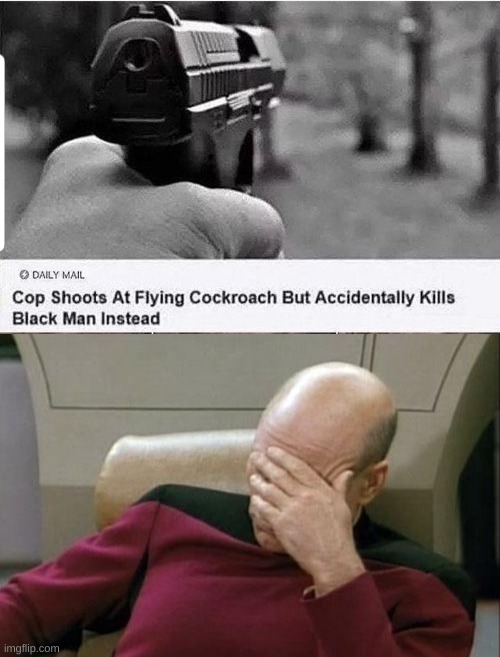 DAILY MAIL
Cop Shoots At Flying Cockroach But Accidentally Kills
Black Man Instead
imgflip.com